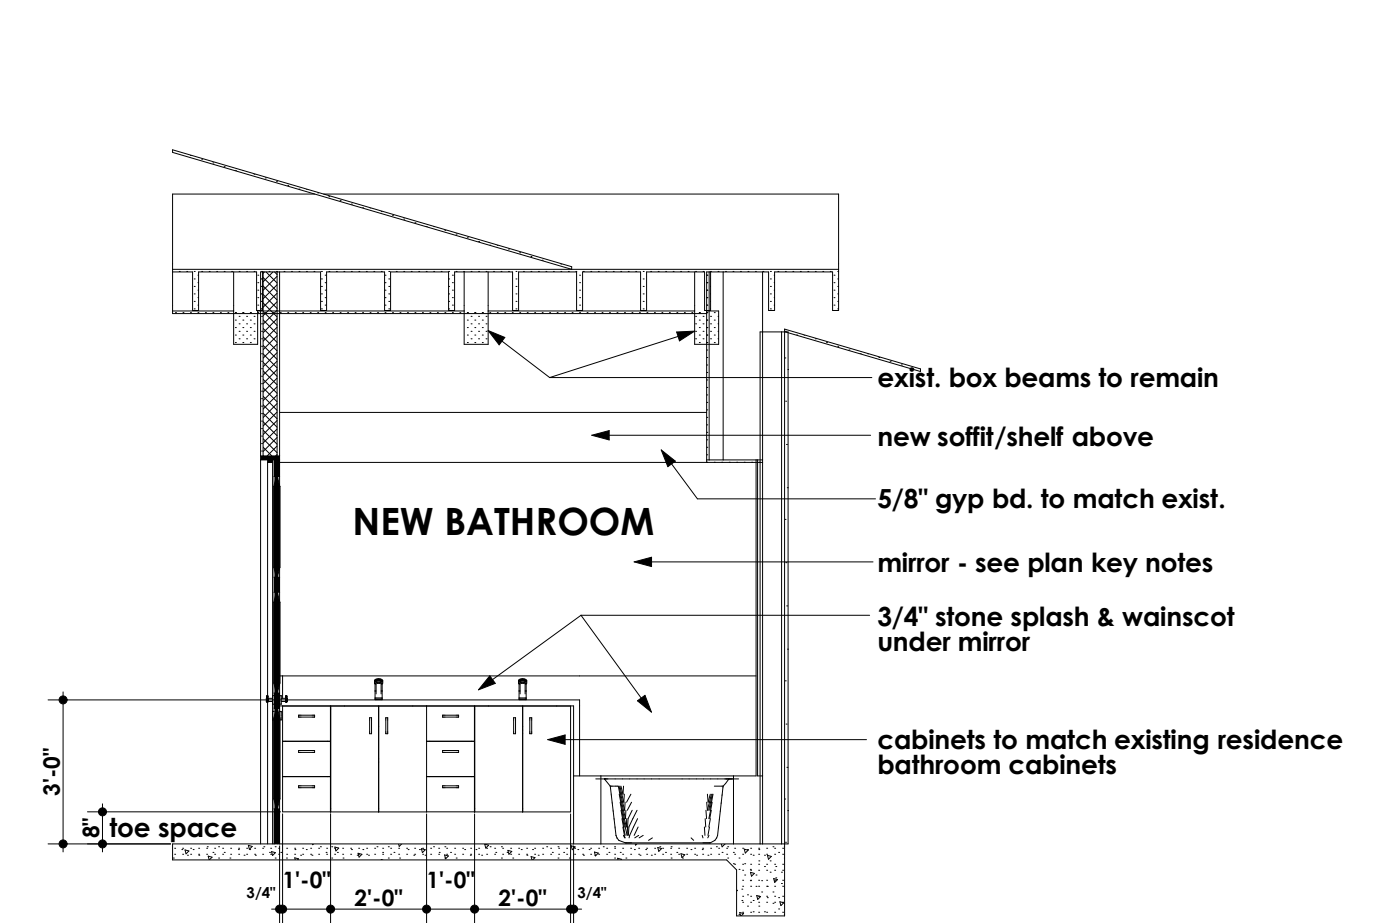 exist. box beams to remain
new soffit/shelf above
5/8" gyp bd. to match exist.
NEW BATHROOM
mirror - see plan key notes
3/4" stone splash & wainscot
under mirror
cabinets to match existing residence
bathroom cabinets
3'-0"
8"
toe space
3/4"
1'-0"
2'-0"
1'-0"
2'-0"
3/4"